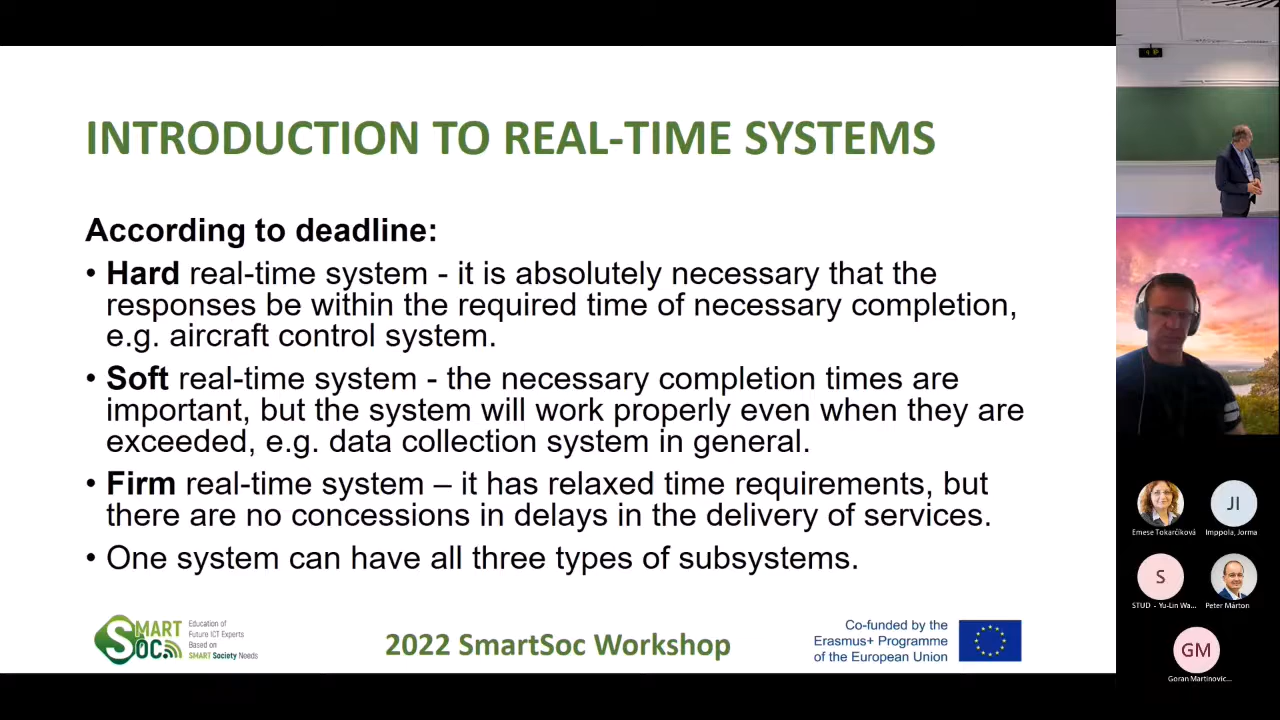 INTRODUCTION TO REAL-TIME SYSTEMS
According to deadline:
• Hard real-time system - it is absolutely necessary that the
responses be within the required time of necessary completion,
e.g. aircraft control system.
• Soft real-time system - the necessary completion times are
important, but the system will work properly even when they are
exceeded, e.g. data collection system in general.
• Firm real-time system – it has relaxed time requirements, but
there are no concessions in delays in the delivery of services.
• One system can have all three types of subsystems.
SMART
SOC
Education of
Future ICT Experts
Based on
SMART Society Needs
2022 SmartSoc Workshop
Co-funded by the
Erasmus+ Programme
of the European Union
Emese Tokarčíková
JI
Imppola, Jorma
S
STUD - Yu-Lin Wa...
Peter Márton
GM
Goran Martinovic...